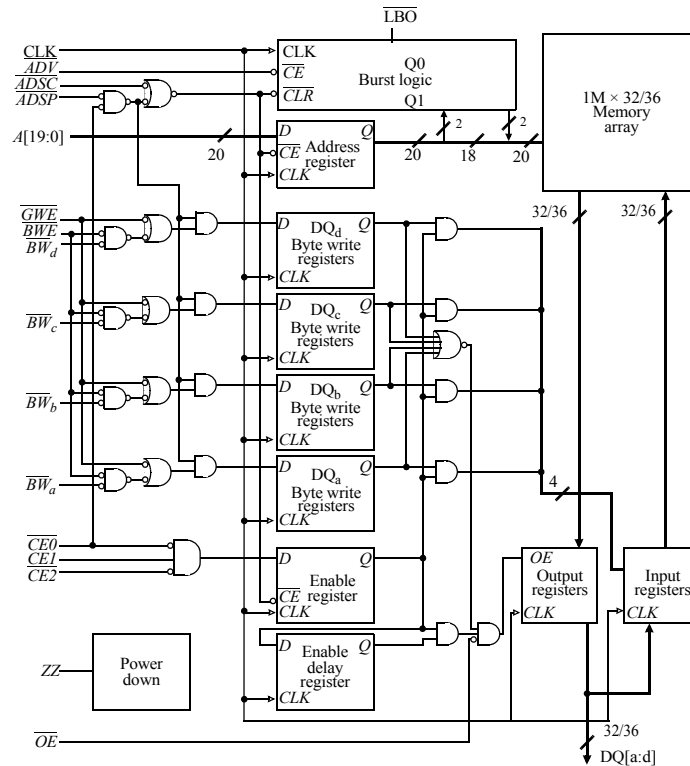 LBO
CLK
ADV
ADSC
ADSP
CLK
CE
CLR
Q0
Burst logic
Q1
2
2
1M × 32/36
Memory
array
A[19:0]
20
D
Q
Address
register
CE
CLK
20
18
20
32/36
32/36
GWE
BWE
BWd
D
DQd
Q
Byte write
registers
CLK
BWc
D
DQc
Q
Byte write
registers
CLK
BWb
D
DQb
Q
Byte write
registers
CLK
BWa
D
DQa
Q
Byte write
registers
CLK
4
CE0
CE1
CE2
D
Q
Enable
register
CE
CLK
OE
Output
registers
CLK
Input
registers
CLK
ZZ
Power
down
D
Q
Enable
delay
register
CLK
OE
32/36
DQ[a:d]